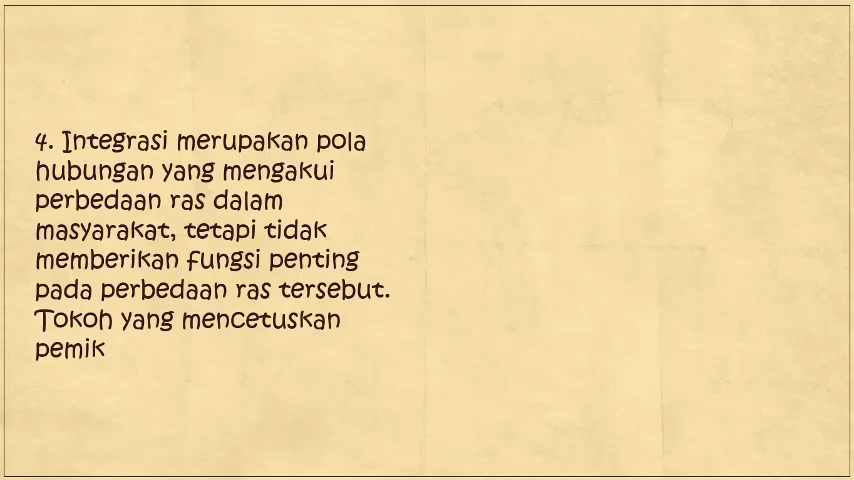 4. Integrasi merupakan pola
hubungan yang mengakui
perbedaan ras dalam
masyarakat, tetapi tidak
memberikan fungsi penting
pada perbedaan ras tersebut.
Tokoh yang mencetuskan
pemik